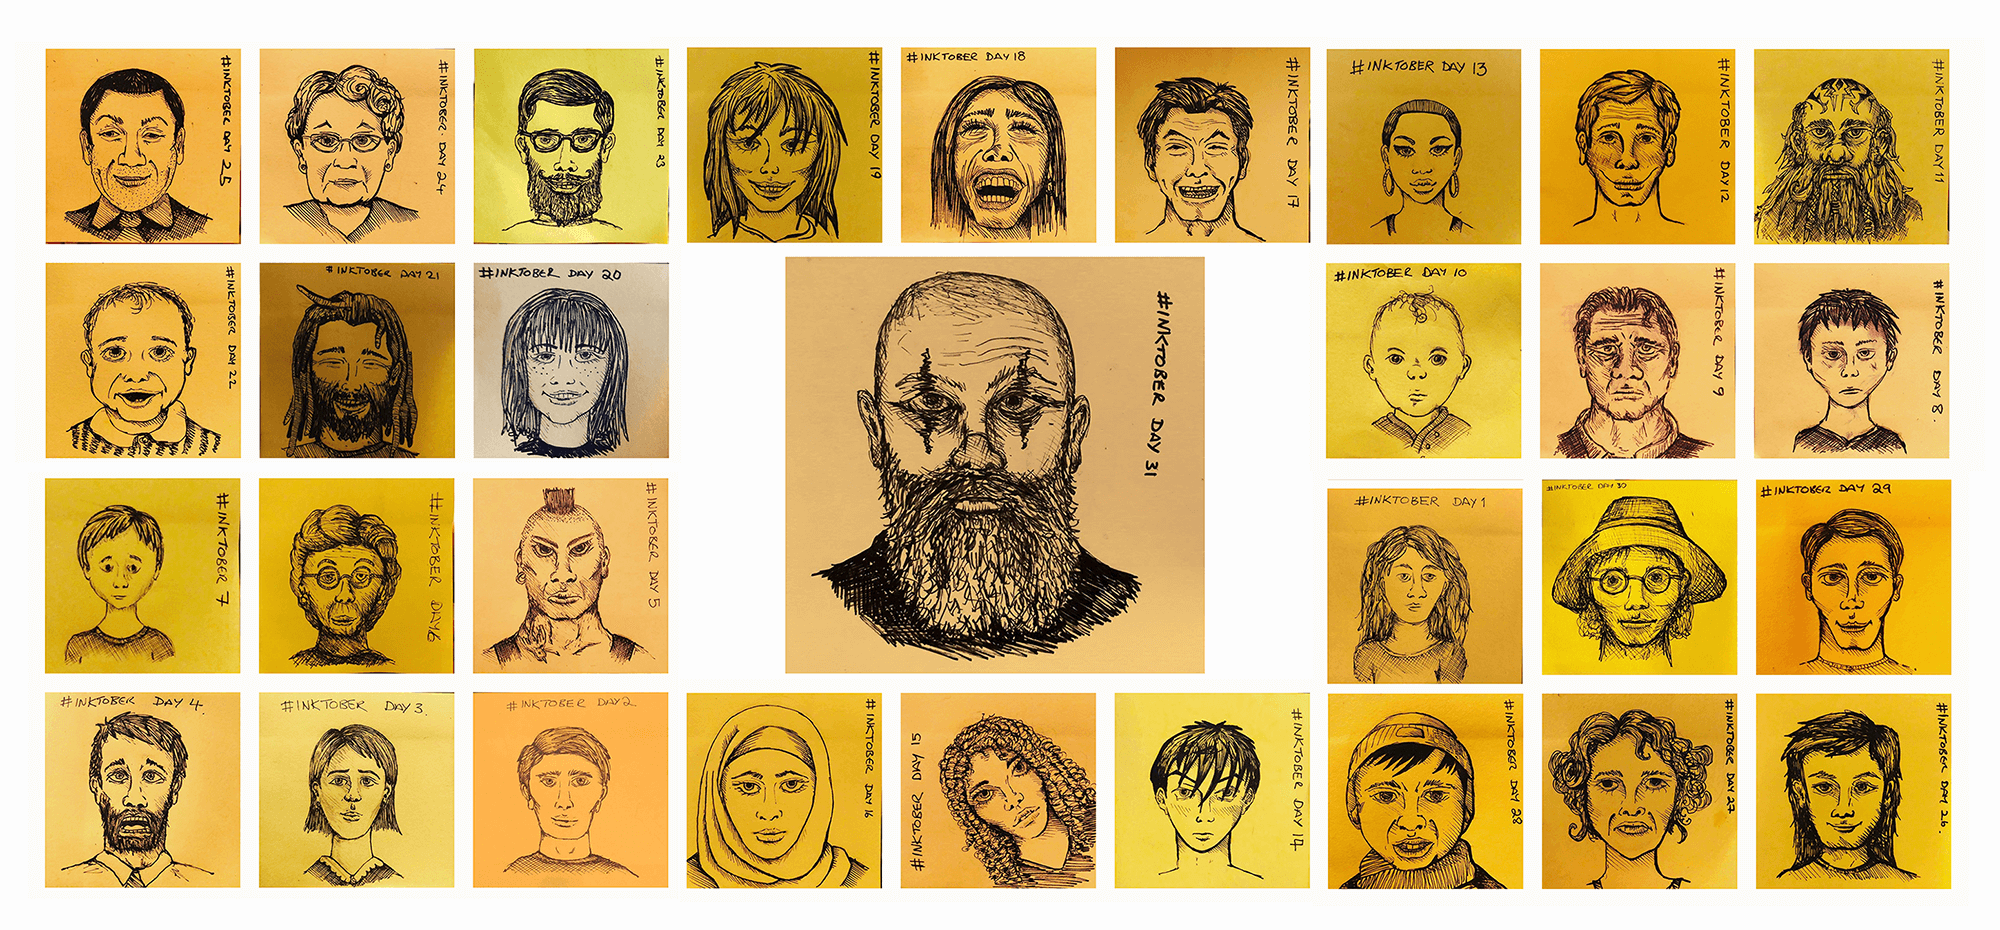 #INKTOBER DAY 25
#INKTOBER. DAY 24
#INKTOBER DAY 23
#INKTOBER DAY 19
#INKTOBER DAY 18
#INKTOBER DAY 17
#INKTOBER DAY 13
#INKTOBER DAY 12
#INKTOBER DAY 11
#INKTOBER DAY 22
#INKTOBER DAY 21
#INKTOBER DAY 20
#INKTOBER DAY 31
#INKTOBER DAY 10
#INKTOBER DAY 9
#INKTOBER DAY 8.
#INKTOBER 7
#INKTOBER DAY 6
#INKTOBER DAY 5
#INKTOBER DAY 1
#INKTOBER DAY 30
#INKTOBER DAY 29
#INKTOBER DAY 4.
#INKTOBER DAY 3.
#INKTOBER DAY 2
#INKTOBER DAY 16
#INKTOBER DAY 15
#INKTOBER DAY 14
#INKTOBER DAY 28
#INKTOBER DAY 27
#INKTOBER DAY 26.